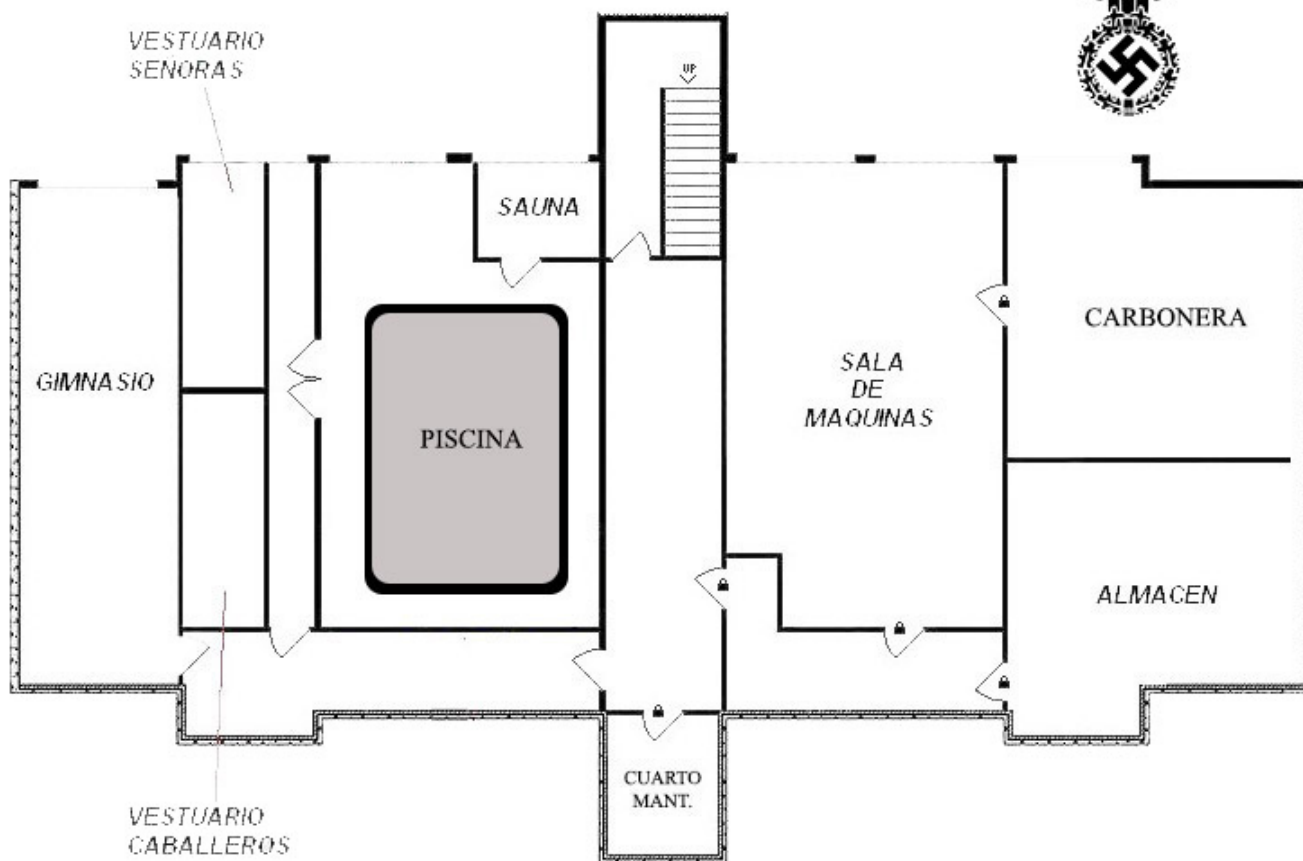 VESTUARIO
SENORAS
UP
SAUNA
GIMNASIO
PISCINA
SALA
DE
MAQUINAS
CARBONERA
ALMACEN
CUARTO
MANT.
VESTUARIO
CABALLEROS